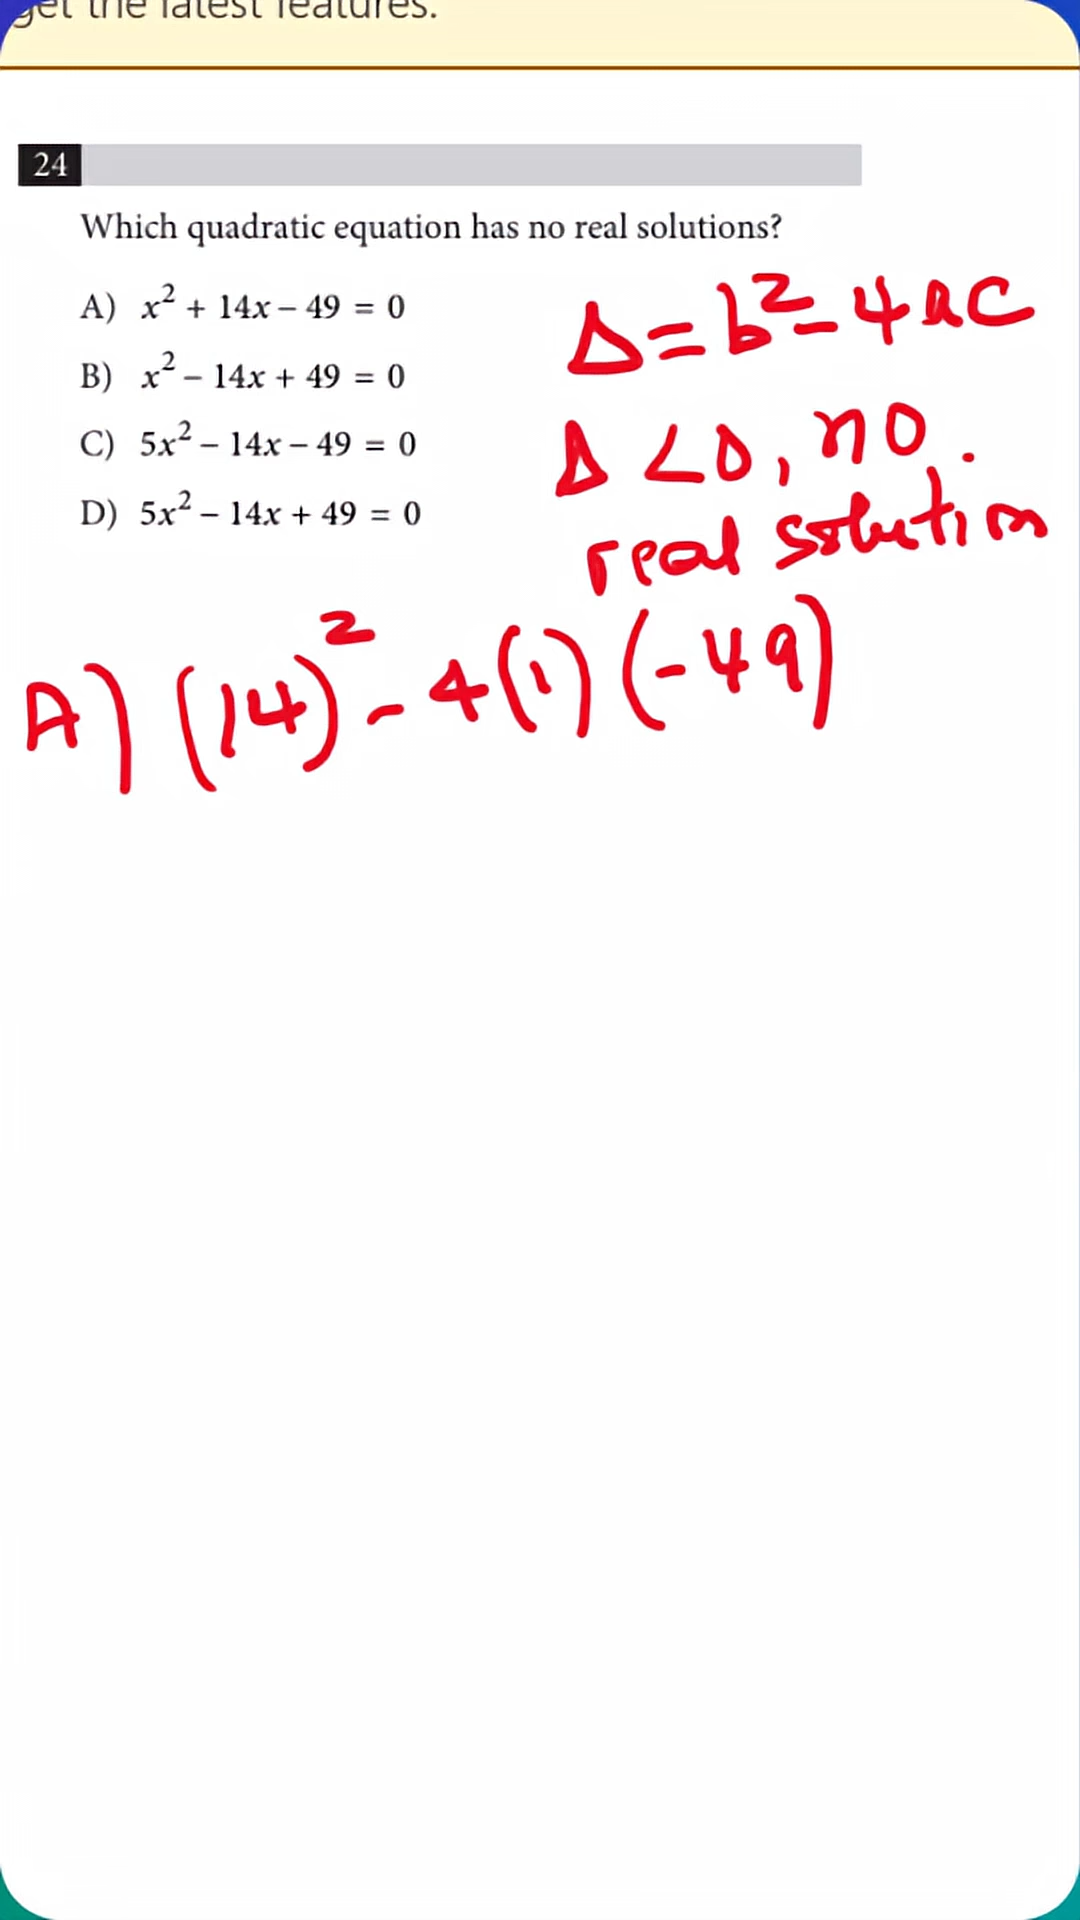 get the latest features.
24
Which quadratic equation has no real solutions?
A) x² + 14x – 49 = 0
B) x² – 14x + 49 = 0
C) 5x² – 14x – 49 = 0
D) 5x² – 14x + 49 = 0
Δ = b² – 4ac
Δ < 0, no
real solution
A) (14)² - 4(1)(-49)